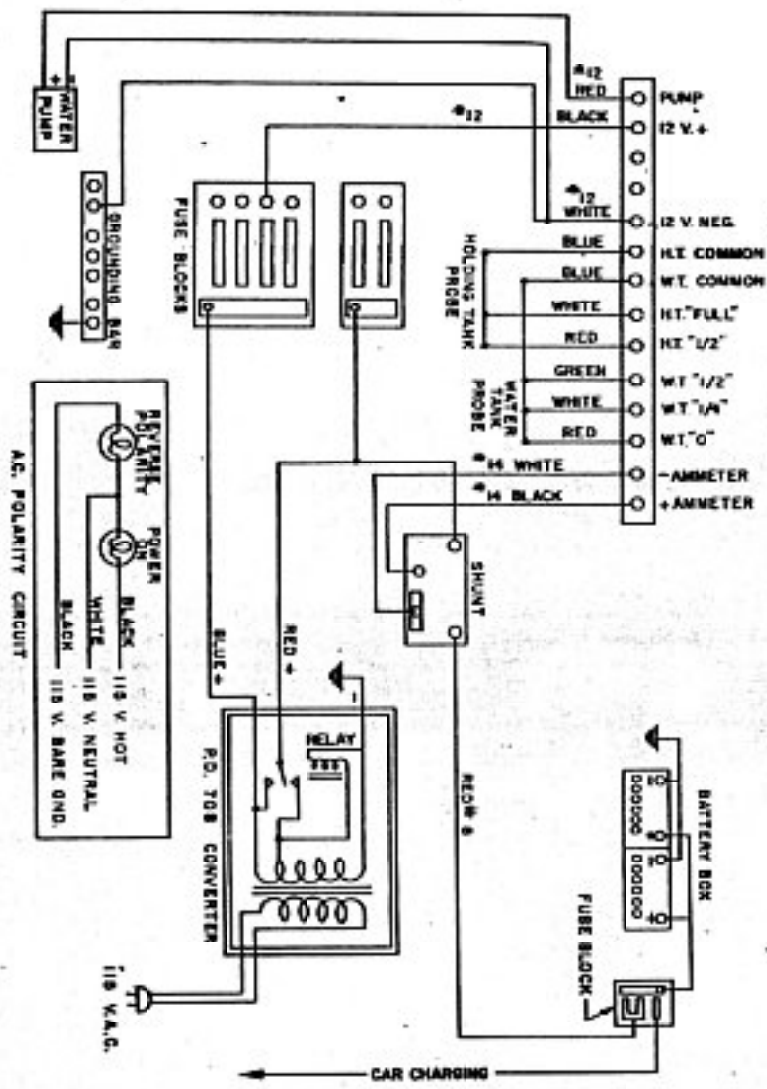 *12
RED
PUMP
BLACK
*12
12 V. +
*12
WHITE
12 V. NEG.
BLUE
H.T. COMMON
BLUE
W.T. COMMON
WHITE
H.T. "FULL"
RED
H.T. "1/2"
GREEN
W.T. "1/2"
WHITE
W.T. "1/4"
RED
W.T. "0"
* 14 WHITE
- AMMETER
* 14 BLACK
+ AMMETER
HOLDING TANK
PROBE
WATER
TANK
PROBE
+ -
WATER
PUMP
GROUNDING BAR
FUSE BLOCKS
SHUNT
REVERSE
POLARITY
POWER
ON
BLACK
115 V. HOT
WHITE
115 V. NEUTRAL
BLACK
115 V. BARE GND.
A.C. POLARITY CIRCUIT
BLUE +
RED +
-
RELAY
P.D. 708 CONVERTER
115 V.A.C.
RED # 8
BATTERY BOX
FUSE BLOCK
CAR CHARGING